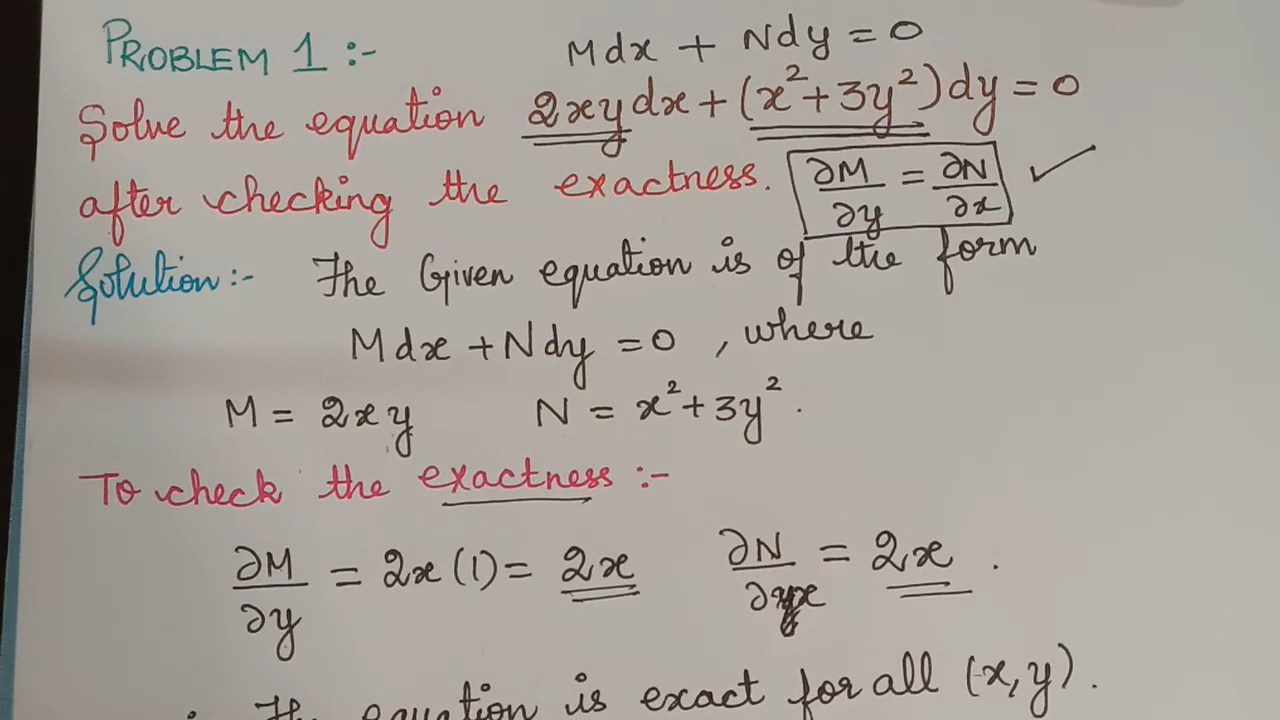 PROBLEM 1 :-
Mdx + Ndy = 0
Solve the equation 2xydx + (x² + 3y²)dy = 0
after checking the exactness. ∂M/∂y = ∂N/∂x ✓
Solution:- The Given equation is of the form
Mdx + Ndy = 0 , where
M = 2xy N = x² + 3y² .
To check the exactness :-
∂M/∂y = 2x(1) = 2x ∂N/∂x = 2x .
∴ The equation is exact for all (x, y) .